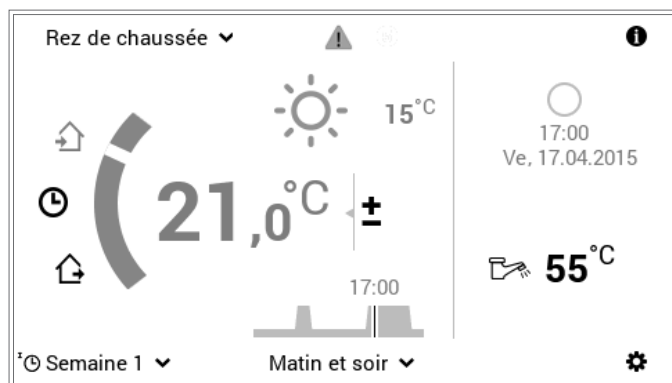 Rez de chaussée
15°C
17:00
Ve, 17.04.2015
21,0°C
±
55°C
17:00
Semaine 1
Matin et soir